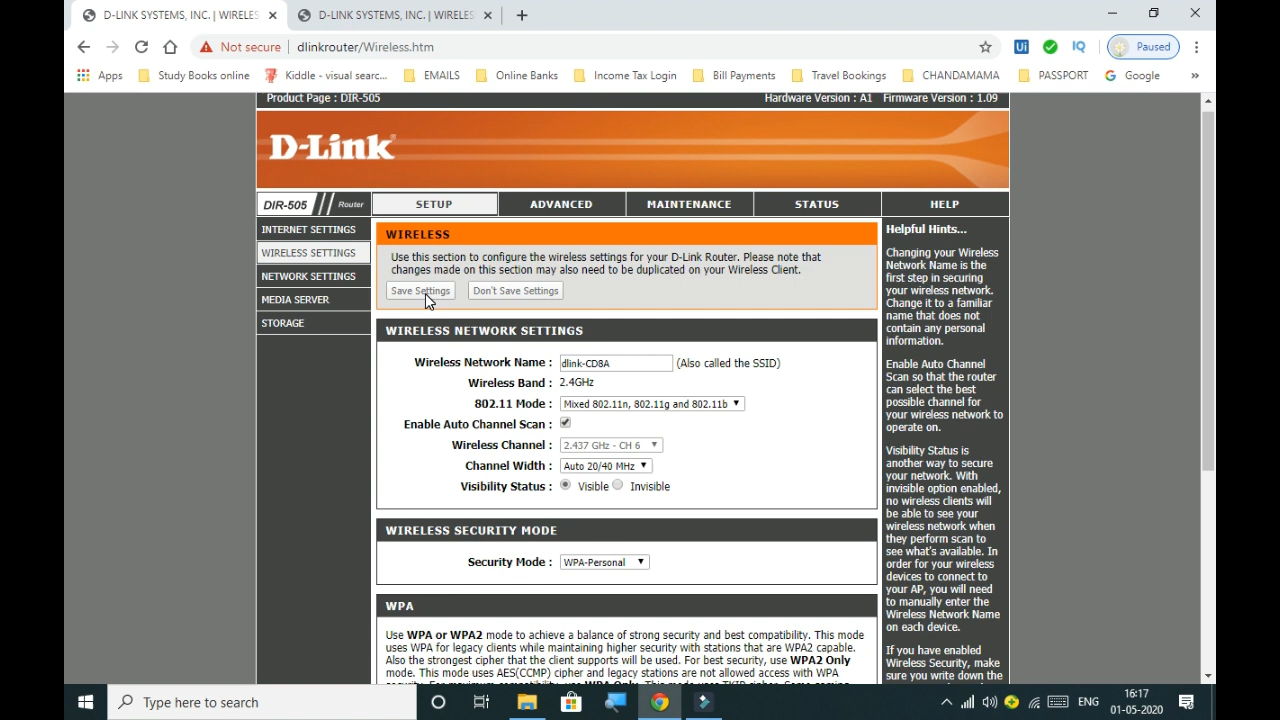 D-LINK SYSTEMS, INC. | WIRELES
D-LINK SYSTEMS, INC. | WIRELES
Not secure
dlinkrouter/Wireless.htm
Ui
IQ
Paused
Apps
Study Books online
Kiddle - visual searc...
EMAILS
Online Banks
Income Tax Login
Bill Payments
Travel Bookings
CHANDAMAMA
PASSPORT
Google
Product Page : DIR-505
Hardware Version : A1 Firmware Version : 1.09
D-Link
DIR-505 // Router
SETUP
ADVANCED
MAINTENANCE
STATUS
HELP
INTERNET SETTINGS
WIRELESS SETTINGS
NETWORK SETTINGS
MEDIA SERVER
STORAGE
WIRELESS
Use this section to configure the wireless settings for your D-Link Router. Please note that
changes made on this section may also need to be duplicated on your Wireless Client.
Save Settings
Don't Save Settings
WIRELESS NETWORK SETTINGS
Wireless Network Name : dlink-CD8A (Also called the SSID)
Wireless Band : 2.4GHz
802.11 Mode : Mixed 802.11n, 802.11g and 802.11b
Enable Auto Channel Scan :
Wireless Channel : 2.437 GHz - CH 6
Channel Width : Auto 20/40 MHz
Visibility Status : Visible Invisible
WIRELESS SECURITY MODE
Security Mode : WPA-Personal
WPA
Use WPA or WPA2 mode to achieve a balance of strong security and best compatibility. This mode
uses WPA for legacy clients while maintaining higher security with stations that are WPA2 capable.
Also the strongest cipher that the client supports will be used. For best security, use WPA2 Only
mode. This mode uses AES(CCMP) cipher and legacy stations are not allowed access with WPA
Helpful Hints...
Changing your Wireless
Network Name is the
first step in securing
your wireless network.
Change it to a familiar
name that does not
contain any personal
information.
Enable Auto Channel
Scan so that the router
can select the best
possible channel for
your wireless network to
operate on.
Visibility Status is
another way to secure
your network. With
invisible option enabled,
no wireless clients will
be able to see your
wireless network when
they perform scan to
see what's available. In
order for your wireless
devices to connect to
your AP, you will need
to manually enter the
Wireless Network Name
on each device.
If you have enabled
Wireless Security, make
sure you write down the
Type here to search
ENG
16:17
01-05-2020